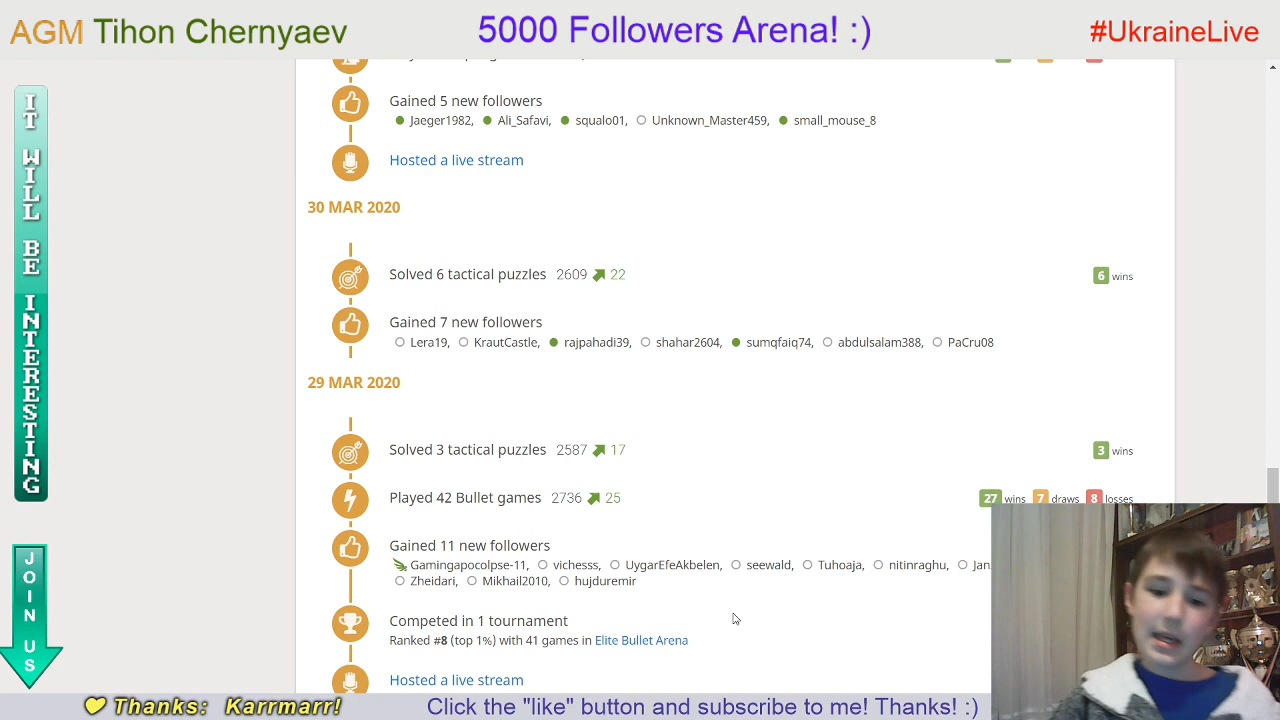 AGM Tihon Chernyaev
5000 Followers Arena! :)
#UkraineLive
IT WILL BE INTERESTING
JOIN US
Gained 5 new followers
Jaeger1982, Ali_Safavi, squalo01, Unknown_Master459, small_mouse_8
Hosted a live stream
30 MAR 2020
Solved 6 tactical puzzles 2609 22
6 wins
Gained 7 new followers
Lera19, KrautCastle, rajpahadi39, shahar2604, sumqfaiq74, abdulsalam388, PaCru08
29 MAR 2020
Solved 3 tactical puzzles 2587 17
3 wins
Played 42 Bullet games 2736 25
27 wins 7 draws 8 losses
Gained 11 new followers
Gamingapocolpse-11, vichesss, UygarEfeAkbelen, seewald, Tuhoaja, nitinraghu, Jan
Zheidari, Mikhail2010, hujduremir
Competed in 1 tournament
Ranked #8 (top 1%) with 41 games in Elite Bullet Arena
Hosted a live stream
Thanks: Karrmarr!
Click the "like" button and subscribe to me! Thanks! :)